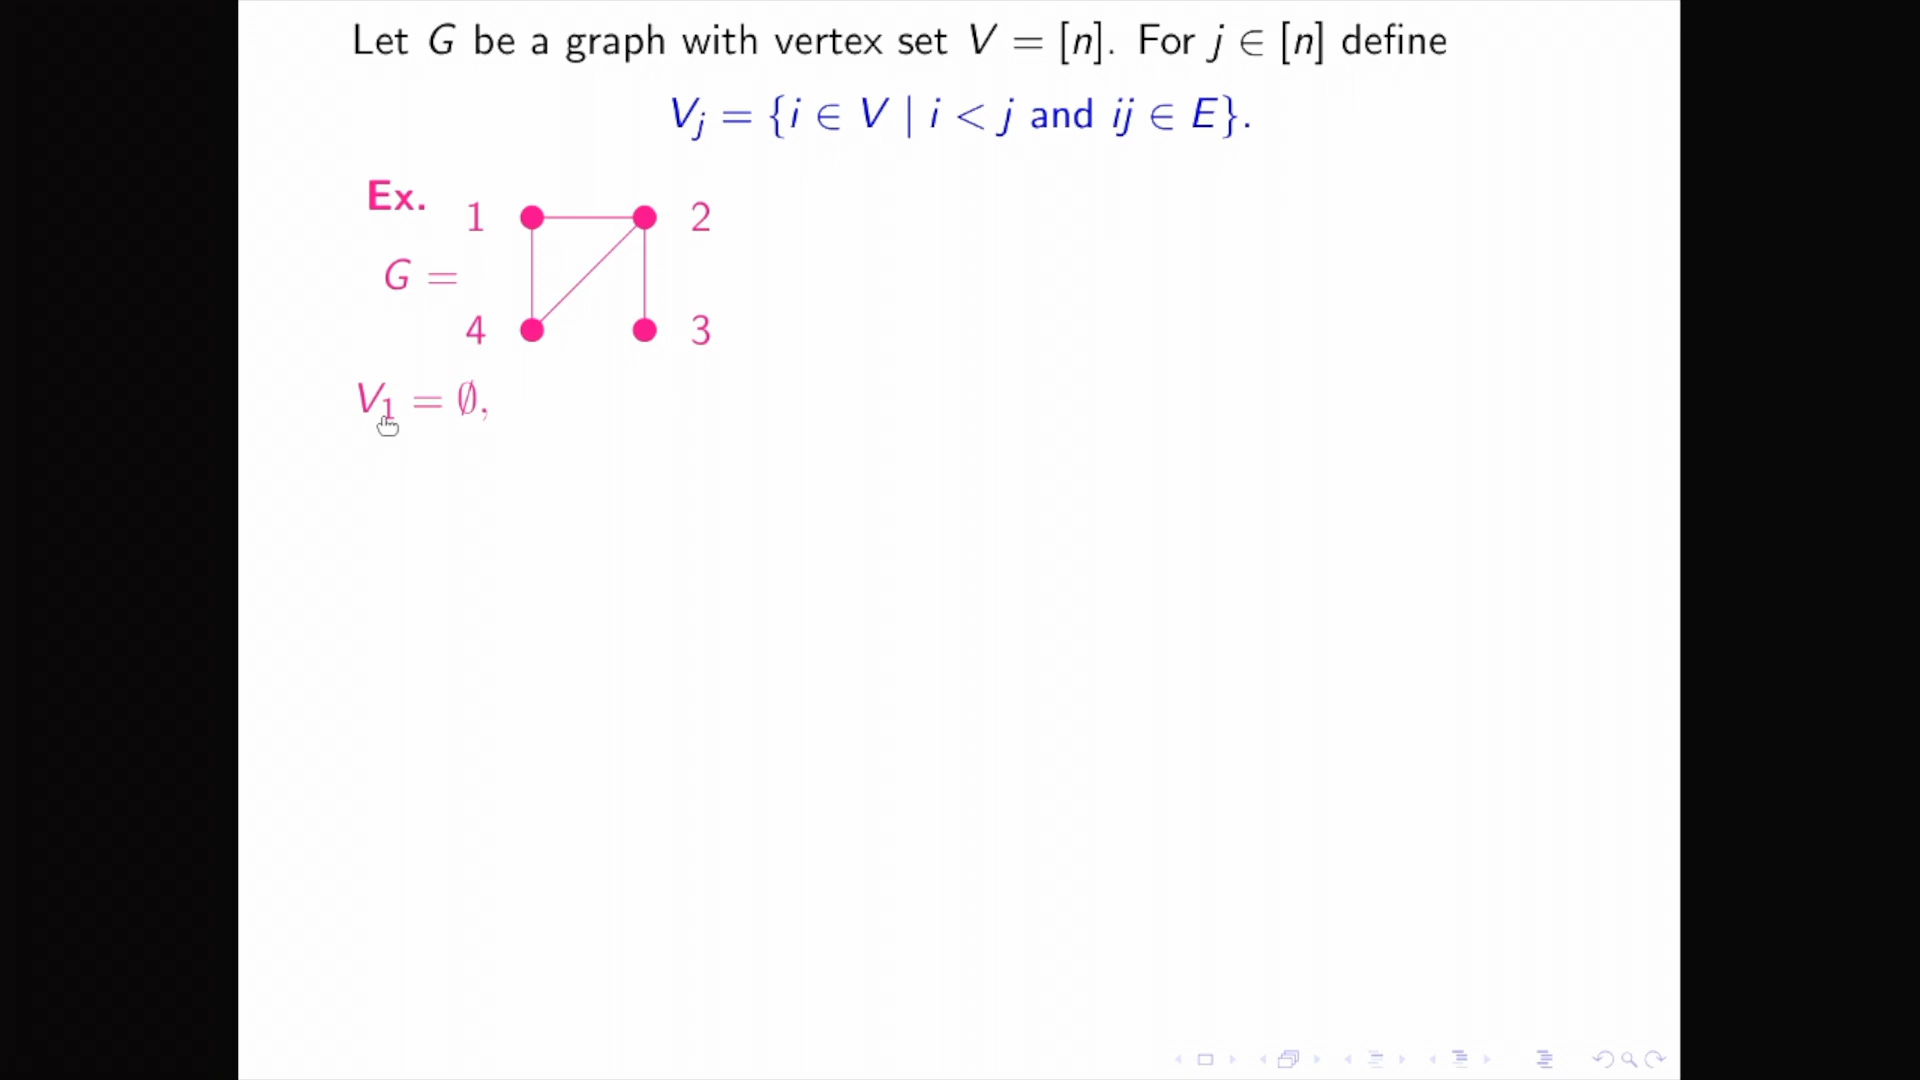 Let G be a graph with vertex set V = [n]. For j ∈ [n] define
V_j = {i ∈ V | i < j and ij ∈ E}.
Ex.
1 2
G =
4 3
V_1 = ∅,